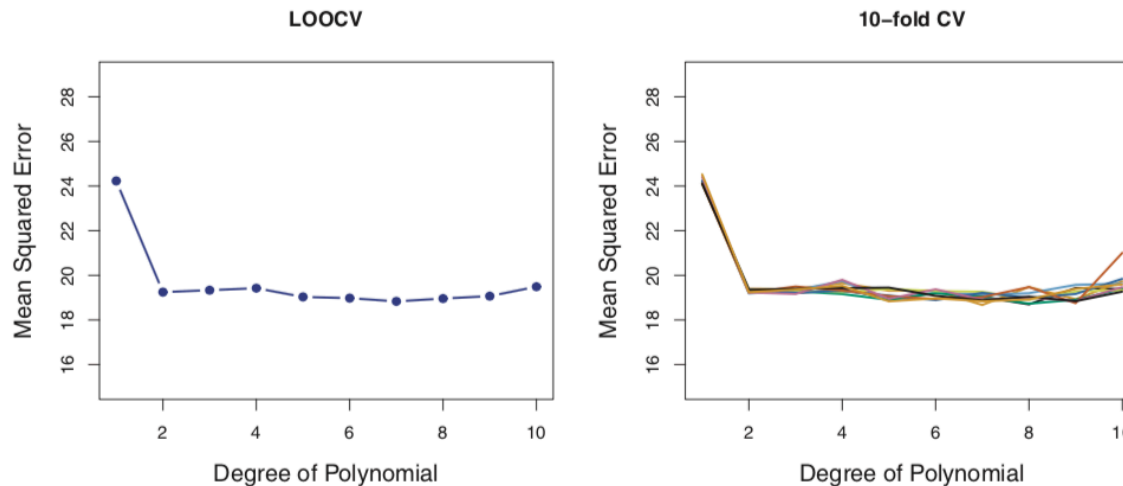 LOOCV
Mean Squared Error
28
26
24
22
20
18
16
2 4 6 8 10
Degree of Polynomial
10−fold CV
Mean Squared Error
28
26
24
22
20
18
16
2 4 6 8
Degree of Polynomial